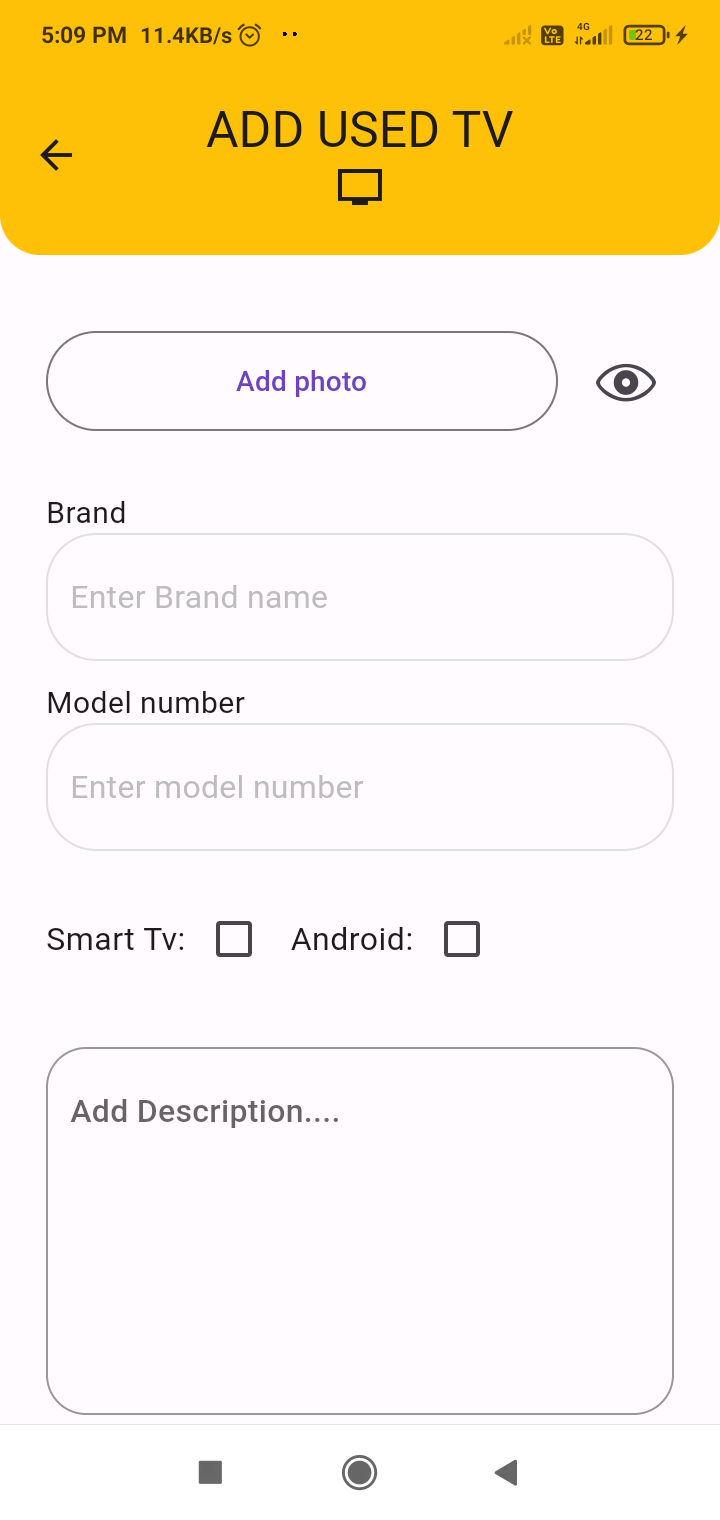 5:09 PM 11.4KB/s
Vo LTE 4G 22
ADD USED TV
Add photo
Brand
Enter Brand name
Model number
Enter model number
Smart Tv: Android:
Add Description....